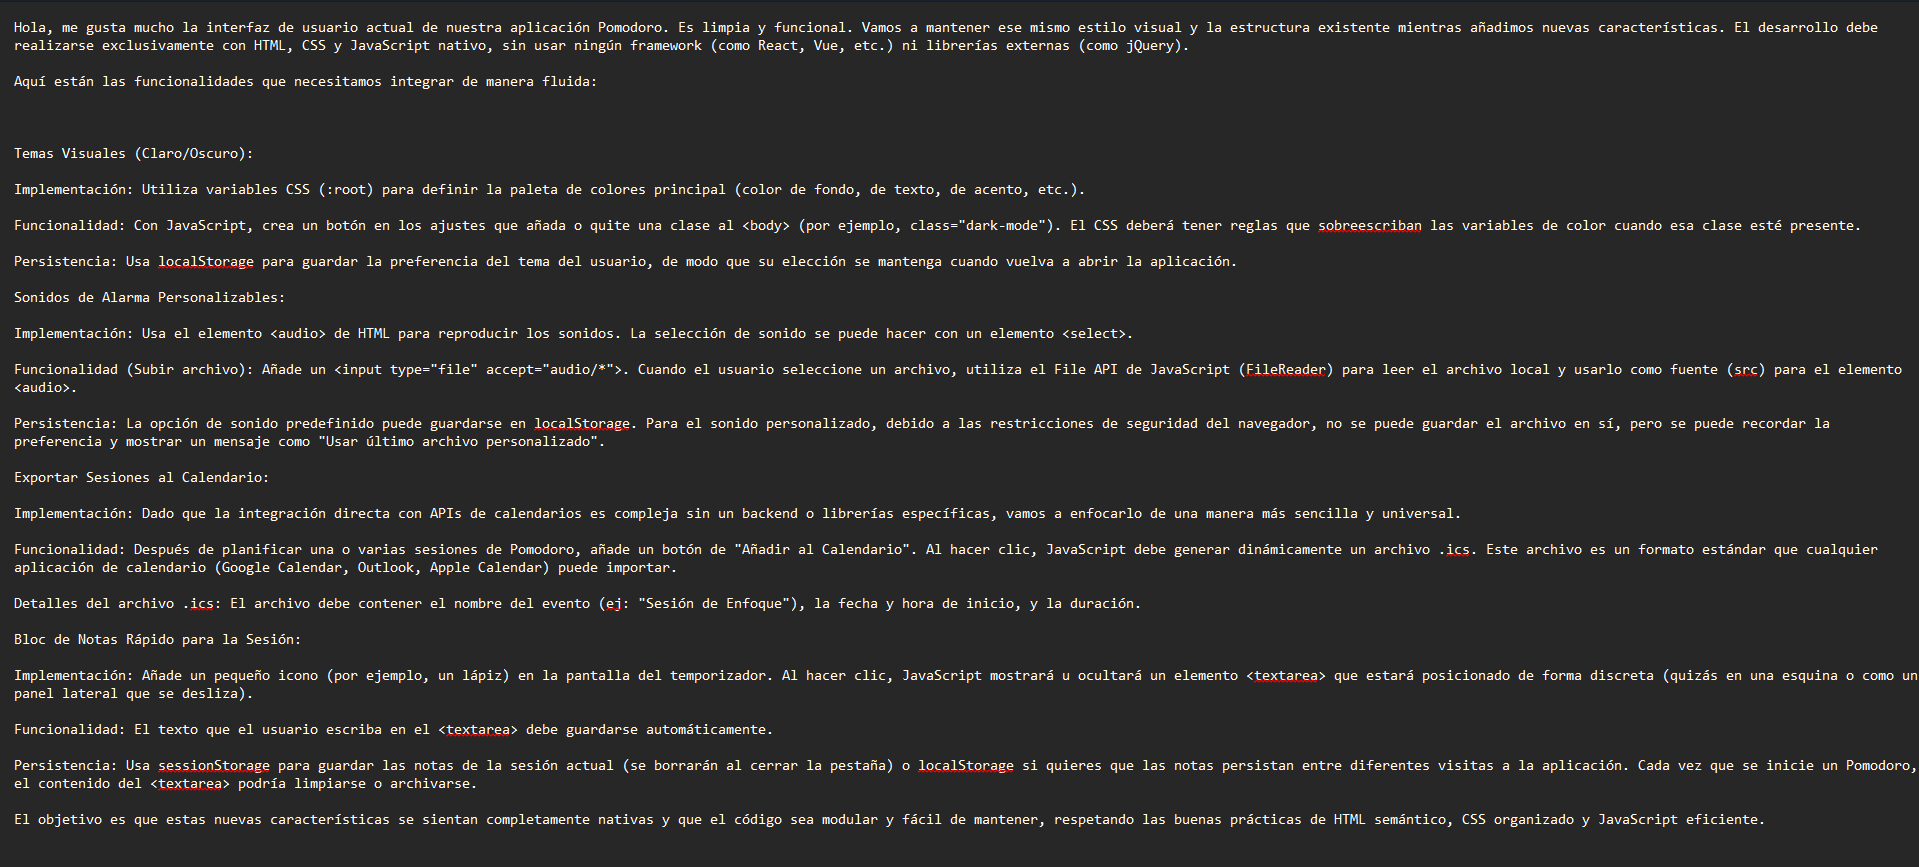 Hola, me gusta mucho la interfaz de usuario actual de nuestra aplicación Pomodoro. Es limpia y funcional. Vamos a mantener ese mismo estilo visual y la estructura existente mientras añadimos nuevas características. El desarrollo debe
realizarse exclusivamente con HTML, CSS y JavaScript nativo, sin usar ningún framework (como React, Vue, etc.) ni librerías externas (como jQuery).
Aquí están las funcionalidades que necesitamos integrar de manera fluida:
Temas Visuales (Claro/Oscuro):
Implementación: Utiliza variables CSS (:root) para definir la paleta de colores principal (color de fondo, de texto, de acento, etc.).
Funcionalidad: Con JavaScript, crea un botón en los ajustes que añada o quite una clase al <body> (por ejemplo, class="dark-mode"). El CSS deberá tener reglas que sobreescriban las variables de color cuando esa clase esté presente.
Persistencia: Usa localStorage para guardar la preferencia del tema del usuario, de modo que su elección se mantenga cuando vuelva a abrir la aplicación.
Sonidos de Alarma Personalizables:
Implementación: Usa el elemento <audio> de HTML para reproducir los sonidos. La selección de sonido se puede hacer con un elemento <select>.
Funcionalidad (Subir archivo): Añade un <input type="file" accept="audio/*">. Cuando el usuario seleccione un archivo, utiliza el File API de JavaScript (FileReader) para leer el archivo local y usarlo como fuente (src) para el elemento
<audio>.
Persistencia: La opción de sonido predefinido puede guardarse en localStorage. Para el sonido personalizado, debido a las restricciones de seguridad del navegador, no se puede guardar el archivo en sí, pero se puede recordar la
preferencia y mostrar un mensaje como "Usar último archivo personalizado".
Exportar Sesiones al Calendario:
Implementación: Dado que la integración directa con APIs de calendarios es compleja sin un backend o librerías específicas, vamos a enfocarlo de una manera más sencilla y universal.
Funcionalidad: Después de planificar una o varias sesiones de Pomodoro, añade un botón de "Añadir al Calendario". Al hacer clic, JavaScript debe generar dinámicamente un archivo .ics. Este archivo es un formato estándar que cualquier
aplicación de calendario (Google Calendar, Outlook, Apple Calendar) puede importar.
Detalles del archivo .ics: El archivo debe contener el nombre del evento (ej: "Sesión de Enfoque"), la fecha y hora de inicio, y la duración.
Bloc de Notas Rápido para la Sesión:
Implementación: Añade un pequeño icono (por ejemplo, un lápiz) en la pantalla del temporizador. Al hacer clic, JavaScript mostrará u ocultará un elemento <textarea> que estará posicionado de forma discreta (quizás en una esquina o como un
panel lateral que se desliza).
Funcionalidad: El texto que el usuario escriba en el <textarea> debe guardarse automáticamente.
Persistencia: Usa sessionStorage para guardar las notas de la sesión actual (se borrarán al cerrar la pestaña) o localStorage si quieres que las notas persistan entre diferentes visitas a la aplicación. Cada vez que se inicie un Pomodoro,
el contenido del <textarea> podría limpiarse o archivarse.
El objetivo es que estas nuevas características se sientan completamente nativas y que el código sea modular y fácil de mantener, respetando las buenas prácticas de HTML semántico, CSS organizado y JavaScript eficiente.